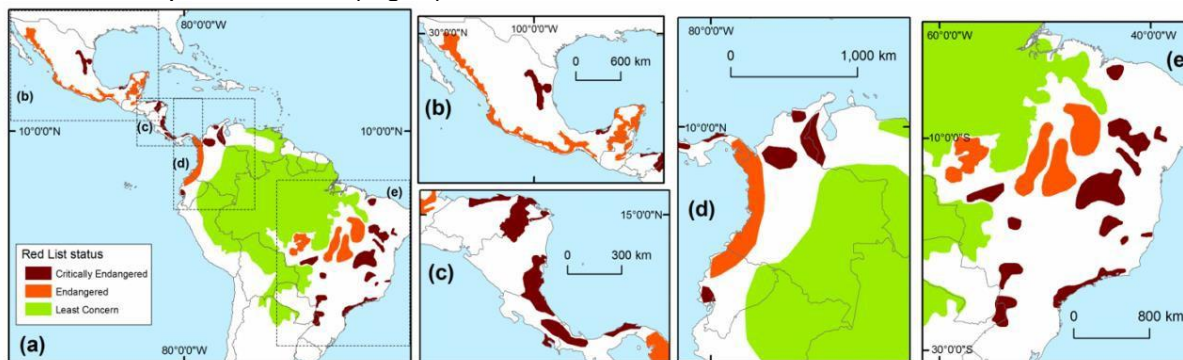 80°0'0"W
(b)
10°0'0"N
10°0'0"N
(c)
(d)
(e)
Red List status
Critically Endangered
Endangered
Least Concern
(a)
80°0'0"W
100°0'0"W
30°0'0"N
0 600 km
(b)
15°0'0"N
0 300 km
(c)
80°0'0"W
0 1,000 km
10°0'0"N
(d)
60°0'0"W
40°0'0"W
(e)
10°0'0"S
0 800 km
30°0'0"S